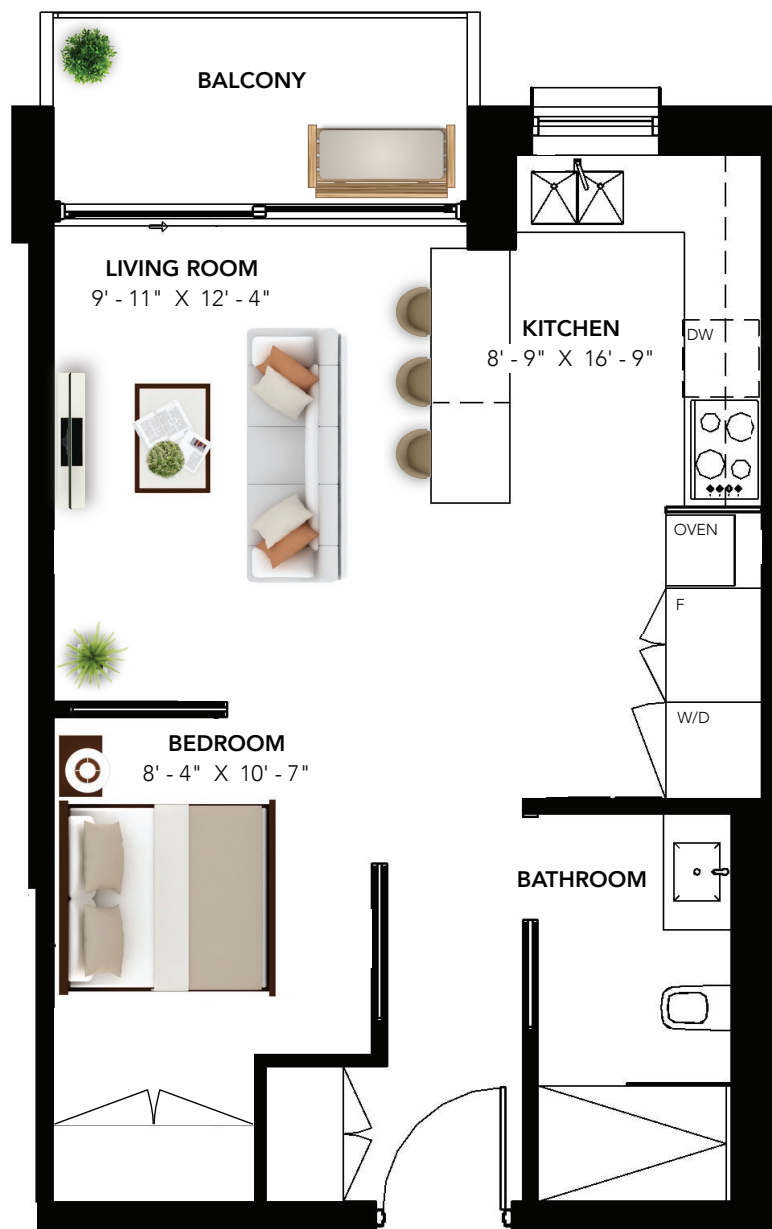 BALCONY
LIVING ROOM
9' - 11" X 12' - 4"
KITCHEN
8' - 9" X 16' - 9"
DW
OVEN
F
W/D
BEDROOM
8' - 4" X 10' - 7"
BATHROOM